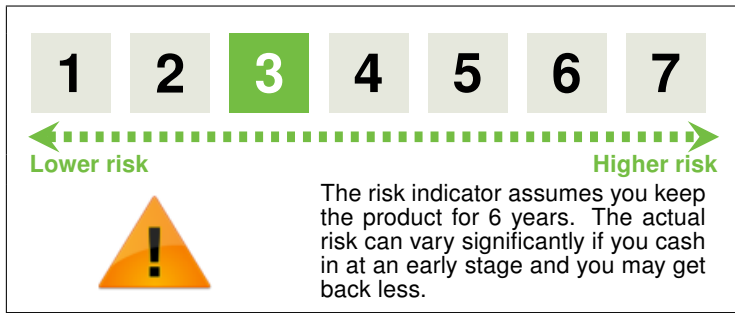 1 2 3 4 5 6 7
Lower risk Higher risk
!
The risk indicator assumes you keep
the product for 6 years. The actual
risk can vary significantly if you cash
in at an early stage and you may get
back less.